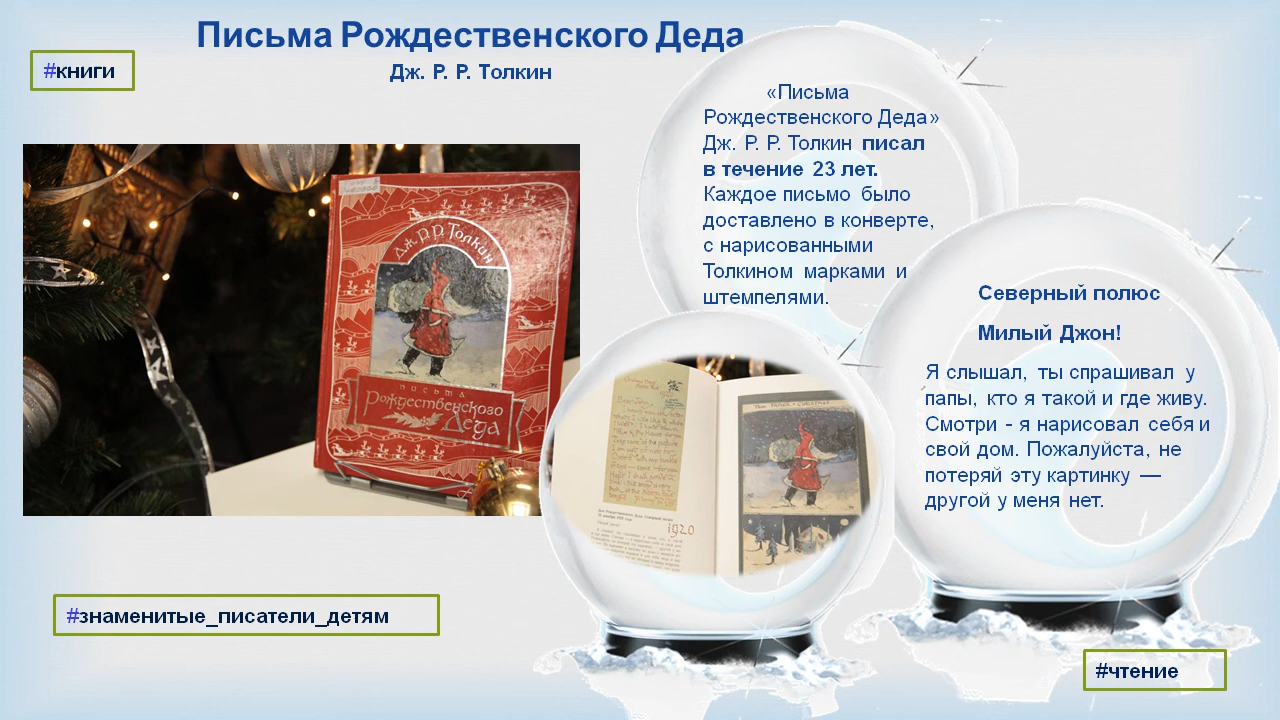 Письма Рождественского Деда
Дж. Р. Р. Толкин
#книги
«Письма
Рождественского Деда»
Дж. Р. Р. Толкин писал
в течение 23 лет.
Каждое письмо было
доставлено в конверте,
с нарисованными
Толкином марками и
штемпелями.
Дж. Р. Р. Толкин
письма
Рождественского
Деда
Северный полюс
Милый Джон!
Я слышал, ты спрашивал у
папы, кто я такой и где живу.
Смотри - я нарисовал себя и
свой дом. Пожалуйста, не
потеряй эту картинку —
другой у меня нет.
1920
#знаменитые_писатели_детям
#чтение